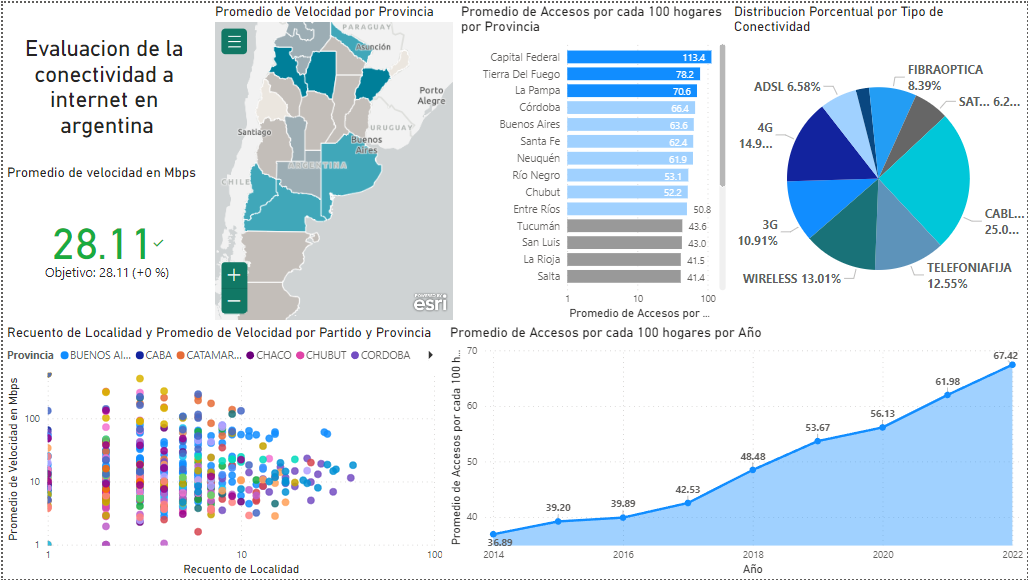 Evaluacion de la
conectividad a
internet en
argentina
Promedio de velocidad en Mbps
28.11
Objetivo: 28.11 (+0 %)
Promedio de Velocidad por Provincia
PARAGUAY
Asunción
Porto
Alegre
URUGUAY
Santiago
Buenos
Aires
ARGENTINA
CHILE
+
−
POWERED BY
esri
Promedio de Accesos por cada 100 hogares
por Provincia
Capital Federal 113.4
Tierra Del Fuego 78.2
La Pampa 70.6
Córdoba 66.4
Buenos Aires 63.6
Santa Fe 62.4
Neuquén 61.9
Río Negro 53.1
Chubut 52.2
Entre Ríos 50.8
Tucumán 43.6
San Luis 43.0
La Rioja 41.5
Salta 41.4
1 10 100
Promedio de Accesos por ...
Distribucion Porcentual por Tipo de
Conectividad
FIBRAOPTICA
8.39%
SAT... 6.2...
CABL...
25.0...
TELEFONIAFIJA
12.55%
WIRELESS 13.01%
3G
10.91%
4G
14.9...
ADSL 6.58%
Recuento de Localidad y Promedio de Velocidad por Partido y Provincia
Provincia BUENOS AI... CABA CATAMAR... CHACO CHUBUT CORDOBA
Promedio de Velocidad en Mbps
100
10
1
1 10 100
Recuento de Localidad
Promedio de Accesos por cada 100 hogares por Año
Promedio de Accesos por cada 100 h...
70
60
50
40
36.89
39.20
39.89
42.53
48.48
53.67
56.13
61.98
67.42
2014 2016 2018 2020 2022
Año